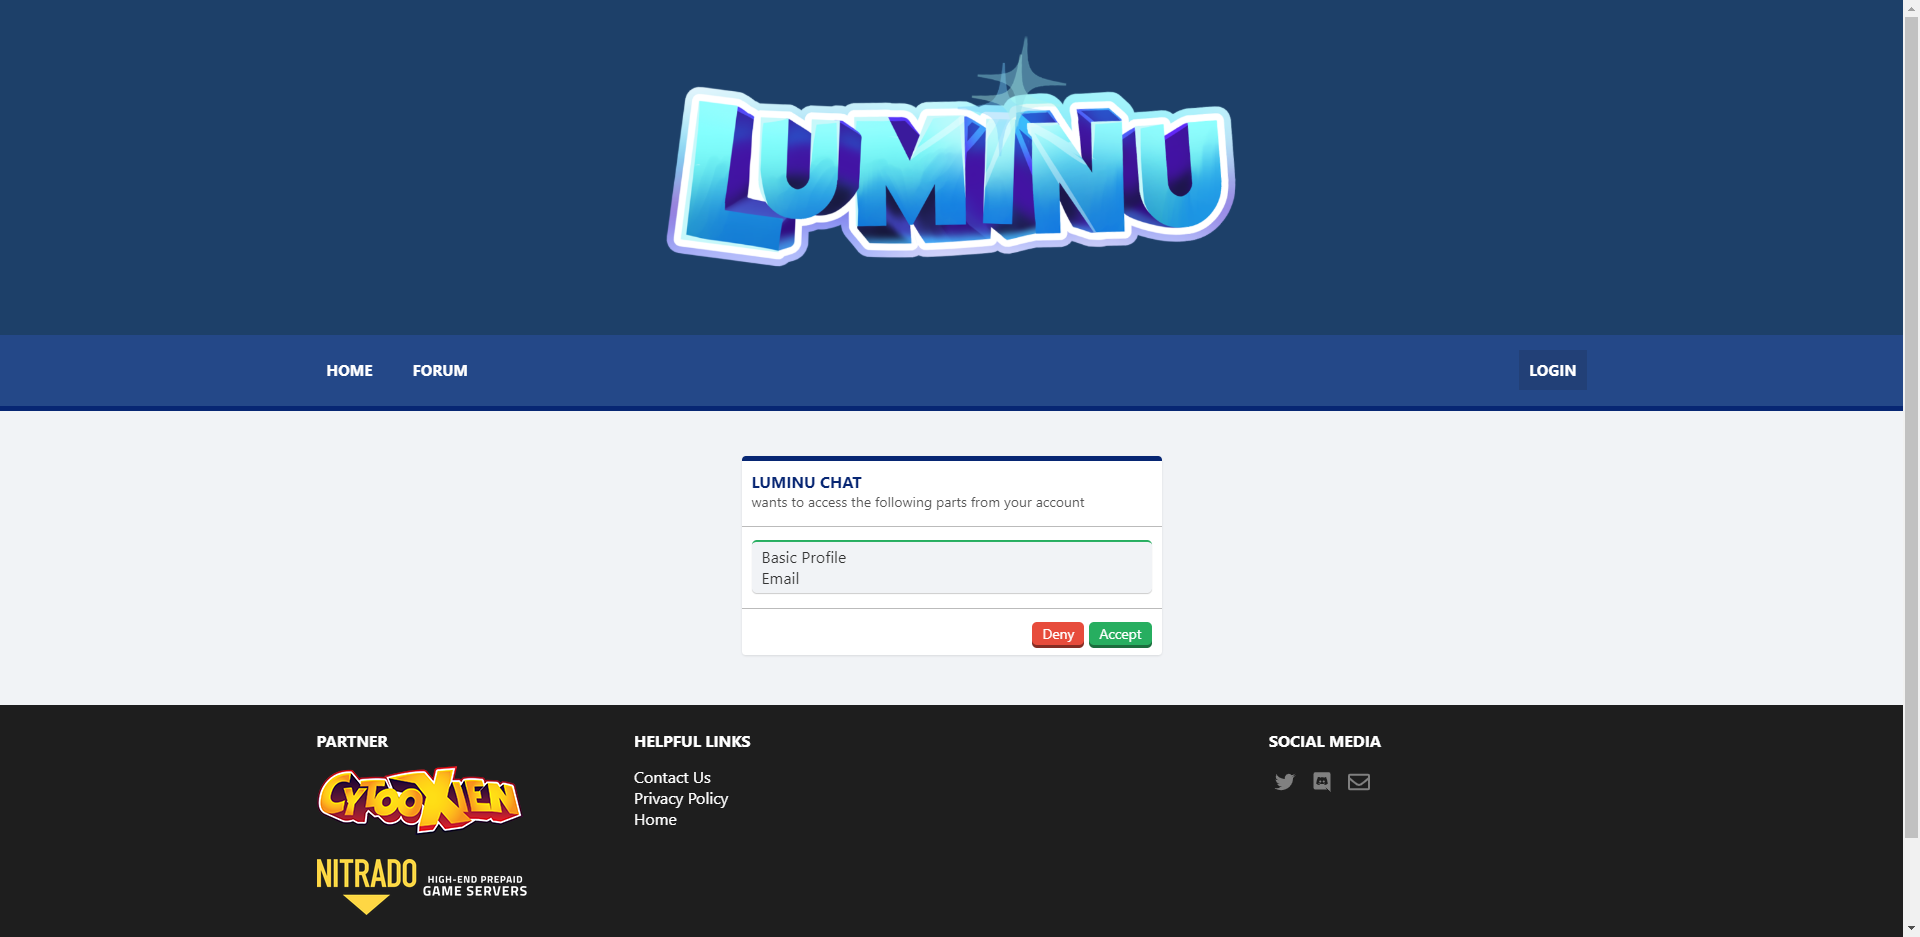 LUMINU
HOME
FORUM
LOGIN
LUMINU CHAT
wants to access the following parts from your account
Basic Profile
Email
Deny
Accept
PARTNER
CYTOOXIEN
NITRADO
HIGH-END PREPAID
GAME SERVERS
HELPFUL LINKS
Contact Us
Privacy Policy
Home
SOCIAL MEDIA